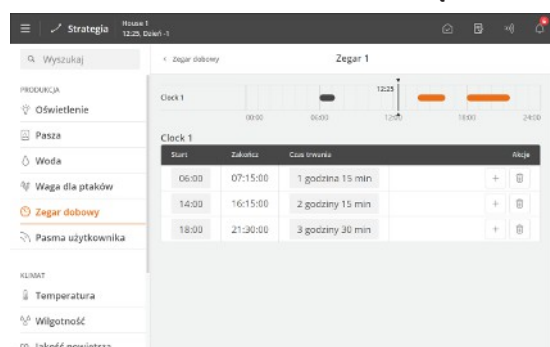 Strategia House 1
12:25, Dzień -1
Wyszukaj
PRODUKCJA
Oświetlenie
Pasza
Woda
Waga dla ptaków
Zegar dobowy
Pasma użytkownika
KLIMAT
Temperatura
Wilgotność
Jakość powietrza
< Zegar dobowy Zegar 1
Clock 1 12:25
00:00 06:00 12:00 18:00 24:00
Clock 1
Start Zakończ Czas trwania Akcje
06:00 07:15:00 1 godzina 15 min +
14:00 16:15:00 2 godziny 15 min +
18:00 21:30:00 3 godziny 30 min +